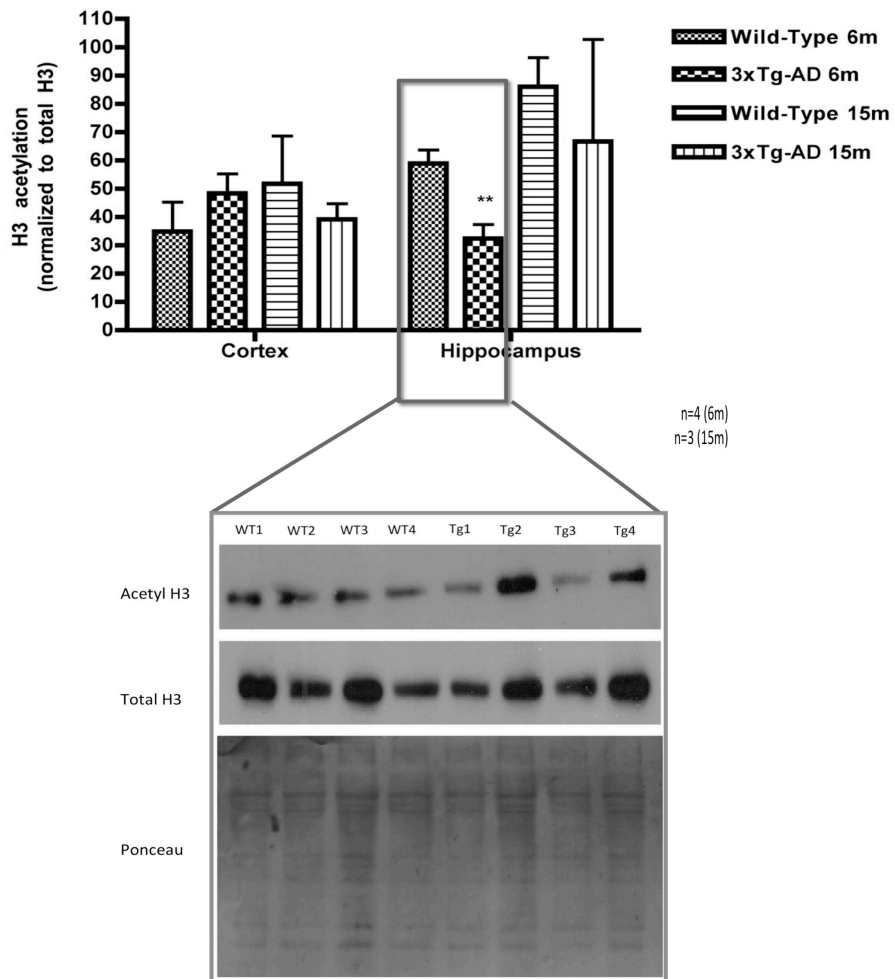 H3 acetylation
(normalized to total H3)
110
100
90
80
70
60
50
40
30
20
10
0
**
Cortex
Hippocampus
Wild-Type 6m
3xTg-AD 6m
Wild-Type 15m
3xTg-AD 15m
n=4 (6m)
n=3 (15m)
WT1 WT2 WT3 WT4 Tg1 Tg2 Tg3 Tg4
Acetyl H3
Total H3
Ponceau